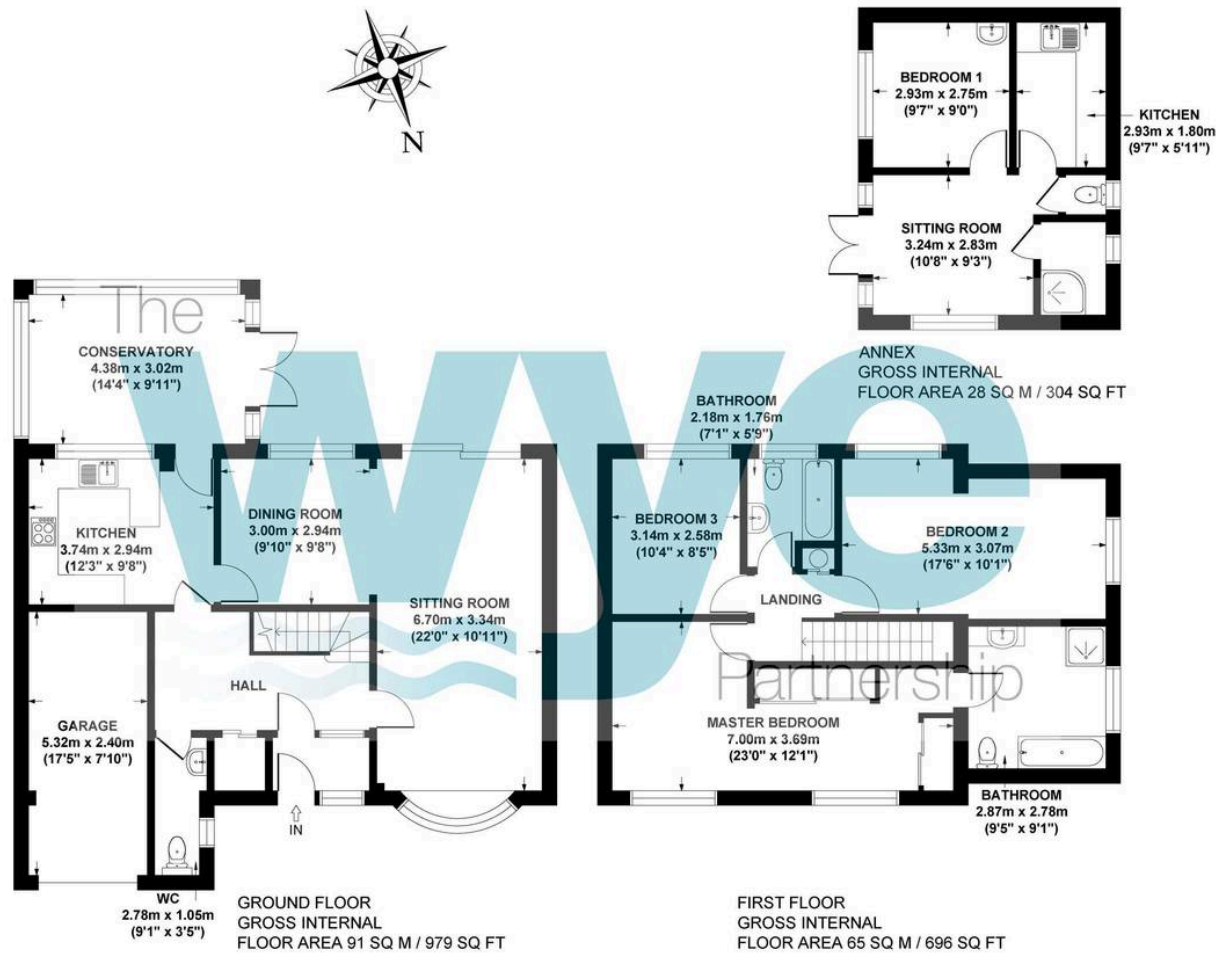 N
BEDROOM 1
2.93m x 2.75m
(9'7" x 9'0")
KITCHEN
2.93m x 1.80m
(9'7" x 5'11")
SITTING ROOM
3.24m x 2.83m
(10'8" x 9'3")
ANNEX
GROSS INTERNAL
FLOOR AREA 28 SQ M / 304 SQ FT
The
wye
Partnership
CONSERVATORY
4.38m x 3.02m
(14'4" x 9'11")
KITCHEN
3.74m x 2.94m
(12'3" x 9'8")
DINING ROOM
3.00m x 2.94m
(9'10" x 9'8")
SITTING ROOM
6.70m x 3.34m
(22'0" x 10'11")
HALL
GARAGE
5.32m x 2.40m
(17'5" x 7'10")
IN
WC
2.78m x 1.05m
(9'1" x 3'5")
GROUND FLOOR
GROSS INTERNAL
FLOOR AREA 91 SQ M / 979 SQ FT
BATHROOM
2.18m x 1.76m
(7'1" x 5'9")
BEDROOM 3
3.14m x 2.58m
(10'4" x 8'5")
BEDROOM 2
5.33m x 3.07m
(17'6" x 10'1")
LANDING
MASTER BEDROOM
7.00m x 3.69m
(23'0" x 12'1")
BATHROOM
2.87m x 2.78m
(9'5" x 9'1")
FIRST FLOOR
GROSS INTERNAL
FLOOR AREA 65 SQ M / 696 SQ FT